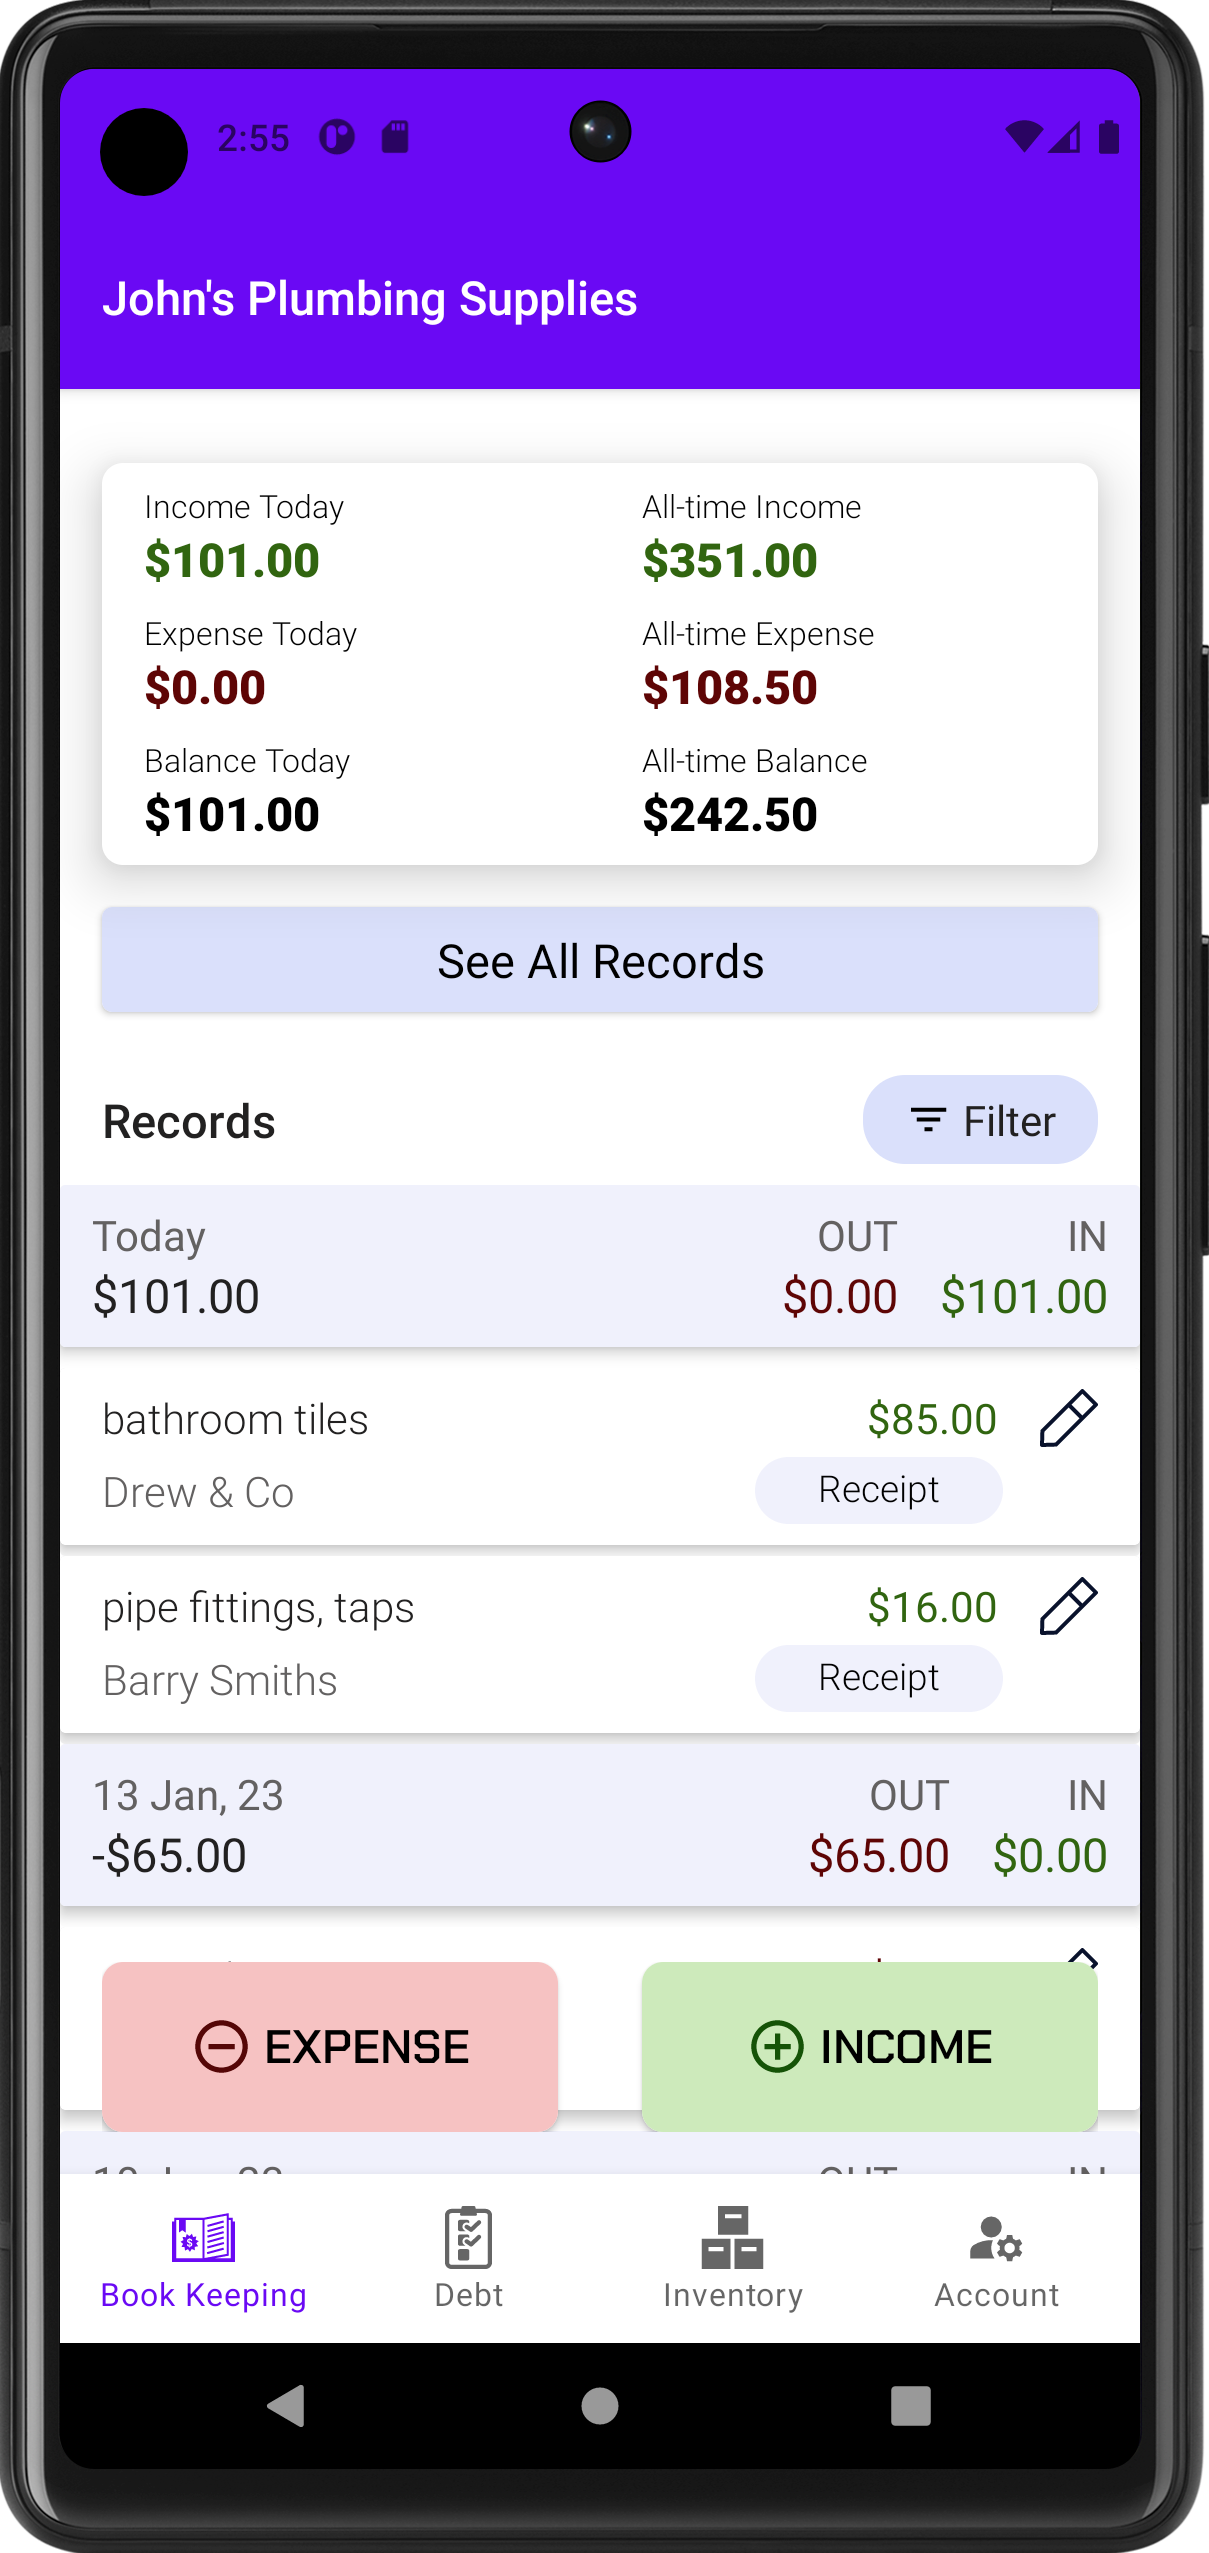 2:55
John's Plumbing Supplies
Income Today
$101.00
All-time Income
$351.00
Expense Today
$0.00
All-time Expense
$108.50
Balance Today
$101.00
All-time Balance
$242.50
See All Records
Records
Filter
Today
OUT
IN
$101.00
$0.00
$101.00
bathroom tiles
$85.00
Drew & Co
Receipt
pipe fittings, taps
$16.00
Barry Smiths
Receipt
13 Jan, 23
OUT
IN
-$65.00
$65.00
$0.00
EXPENSE
INCOME
OUT
IN
Book Keeping
Debt
Inventory
Account